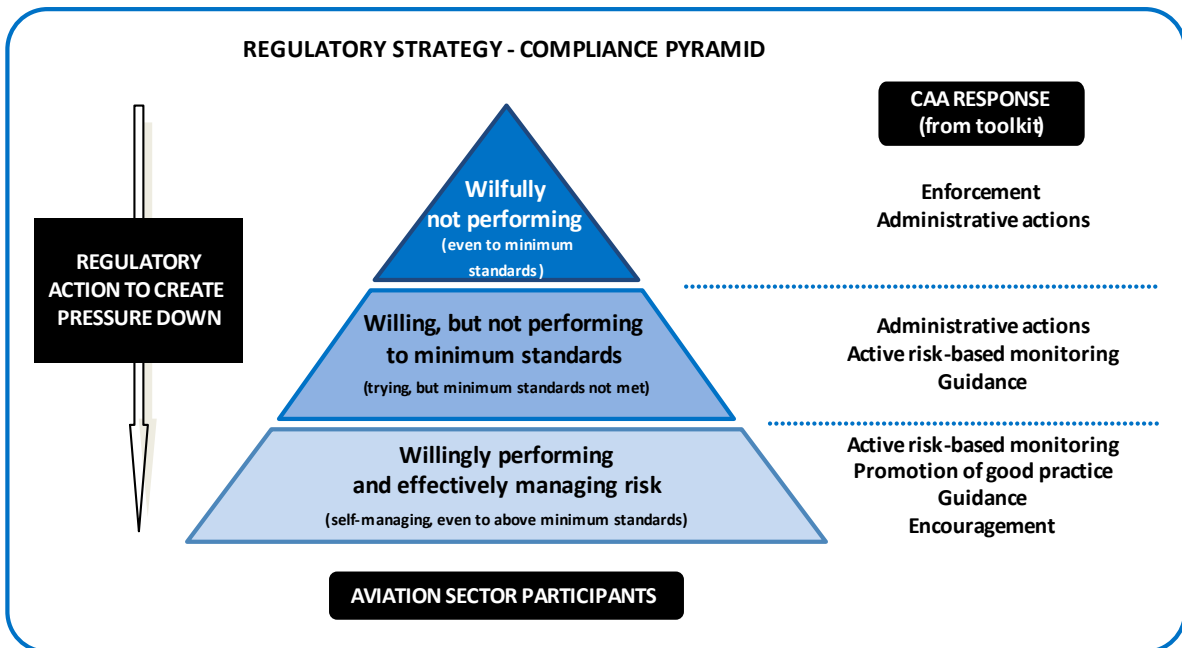 REGULATORY STRATEGY - COMPLIANCE PYRAMID
CAA RESPONSE
(from toolkit)
REGULATORY
ACTION TO CREATE
PRESSURE DOWN
Wilfully
not performing
(even to minimum
standards)
Enforcement
Administrative actions
Willing, but not performing
to minimum standards
(trying, but minimum standards not met)
Administrative actions
Active risk-based monitoring
Guidance
Willingly performing
and effectively managing risk
(self-managing, even to above minimum standards)
Active risk-based monitoring
Promotion of good practice
Guidance
Encouragement
AVIATION SECTOR PARTICIPANTS